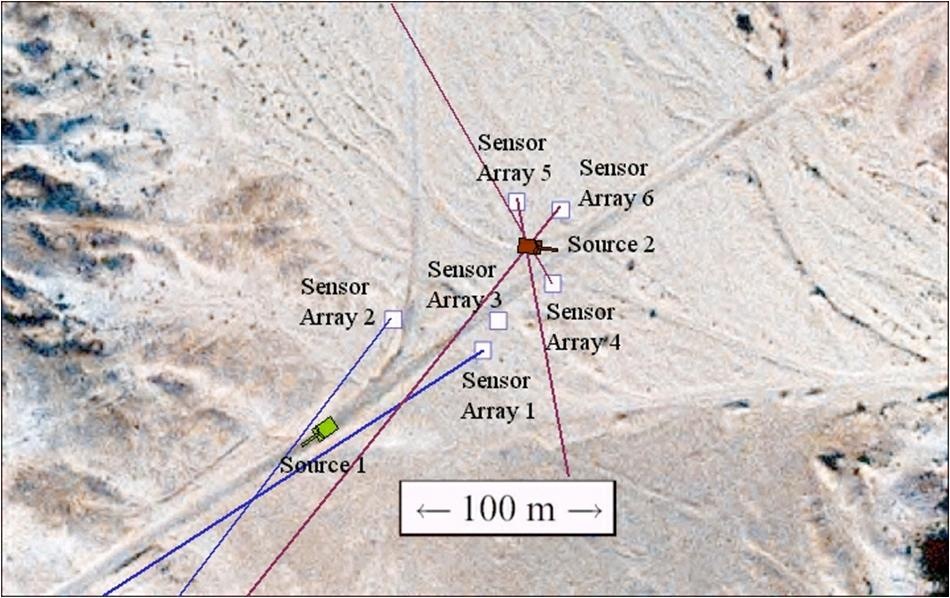 Sensor
Array 5
Sensor
Array 6
Source 2
Sensor
Array 3
Sensor
Array 2
Sensor
Array 4
Sensor
Array 1
Source 1
← 100 m →